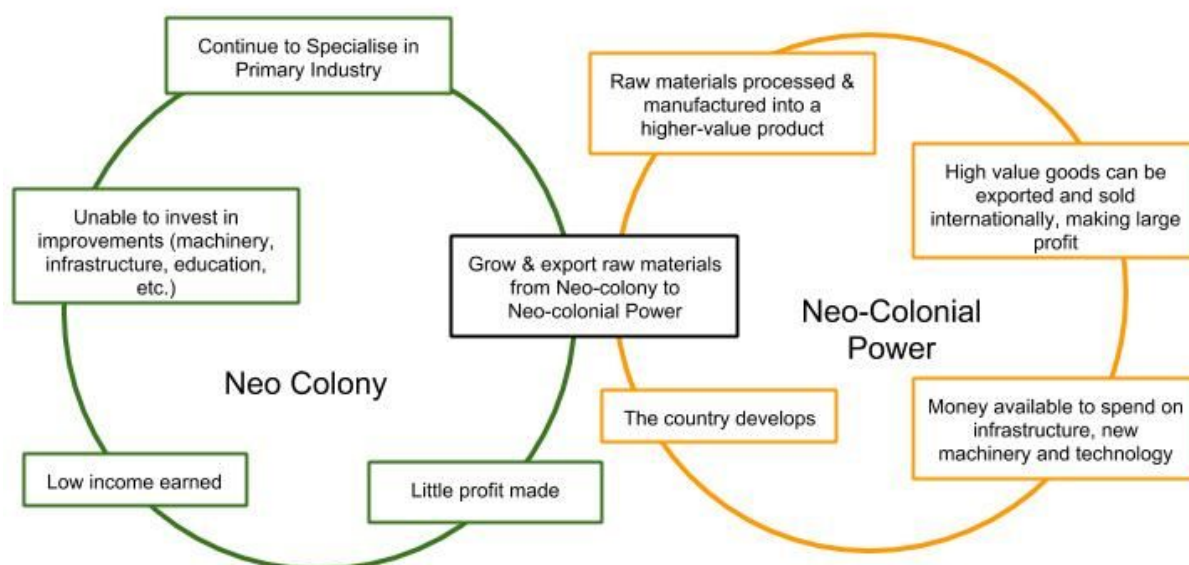 Continue to Specialise in
Primary Industry
Raw materials processed &
manufactured into a
higher-value product
High value goods can be
exported and sold
internationally, making large
profit
Unable to invest in
improvements (machinery,
infrastructure, education,
etc.)
Grow & export raw materials
from Neo-colony to
Neo-colonial Power
Neo-Colonial
Power
Neo Colony
The country develops
Money available to spend on
infrastructure, new
machinery and technology
Low income earned
Little profit made